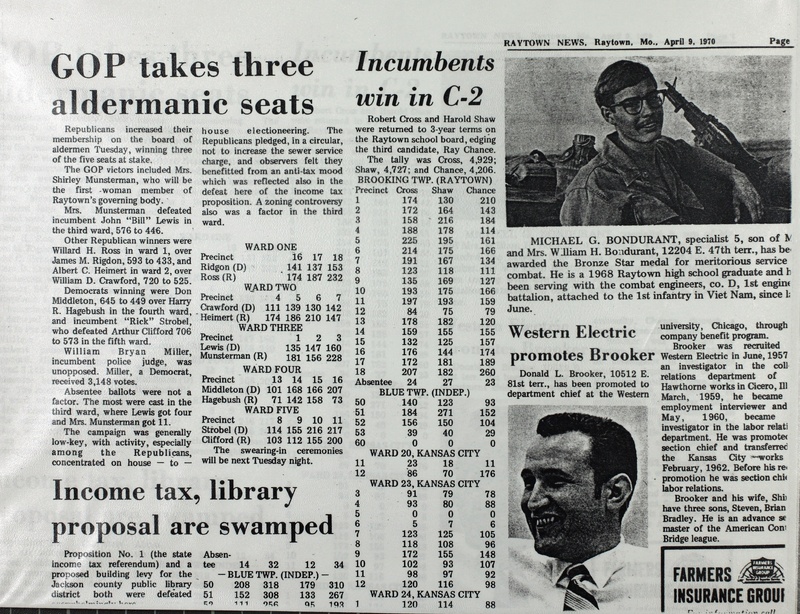 RAYTOWN NEWS, Raytown, Mo., April 9, 1970 Page
GOP takes three
aldermanic seats
Republicans increased their
membership on the board of
aldermen Tuesday, winning three
of the five seats at stake.
The GOP victors included Mrs.
Shirley Munsterman, who will be
the first woman member of
Raytown's governing body.
Mrs. Munsterman defeated
incumbent John "Bill" Lewis in
the third ward, 576 to 446.
Other Republican winners were
Willard H. Ross in ward 1, over
James M. Rigdon, 593 to 433, and
Albert C. Heimert in ward 2, over
William D. Crawford, 720 to 525.
Democrats winning were Don
Middleton, 645 to 449 over Harry
R. Hagebush in the fourth ward,
and incumbent "Rick" Strobel,
who defeated Arthur Clifford 706
to 573 in the fifth ward.
William Bryan Miller,
incumbent police judge, was
unopposed. Miller, a Democrat,
received 3,148 votes.
Absentee ballots were not a
factor. The most were cast in the
third ward, where Lewis got four
and Mrs. Munsterman got 11.
The campaign was generally
low-key, with activity, especially
among the Republicans,
concentrated on house — to —
house electioneering. The
Republicans pledged, in a circular,
not to increase the sewer service
charge, and observers felt they
benefitted from an anti-tax mood
which was reflected also in the
defeat here of the income tax
proposition. A zoning controversy
also was a factor in the third
ward.
WARD ONE
Precinct 16 17 18
Ridgon (D) 141 137 153
Ross (R) 174 187 232
WARD TWO
Precinct 4 5 6 7
Crawford (D) 111 139 130 142
Heimert (R) 174 186 210 147
WARD THREE
Precinct 1 2 3
Lewis (D) 135 147 160
Munsterman (R) 181 156 228
WARD FOUR
Precinct 13 14 15 16
Middleton (D) 101 168 166 207
Hagebush (R) 71 142 158 73
WARD FIVE
Precinct 8 9 10 11
Strobel (D) 114 155 216 217
Clifford (R) 103 112 155 200
The swearing-in ceremonies
will be next Tuesday night.
Income tax, library
proposal are swamped
Proposition No. 1 (the state
income tax referendum) and a
proposed building levy for the
Jackson county public library
district both were defeated
Absen-
tee 14 32 12 34
— BLUE TWP. (INDEP.) —
50 208 318 179 310
51 152 308 133 267
Incumbents
win in C-2
Robert Cross and Harold Shaw
were returned to 3-year terms on
the Raytown school board, edging
the third candidate, Ray Chance.
The tally was Cross, 4,929;
Shaw, 4,727; and Chance, 4,206.
BROOKING TWP. (RAYTOWN)
Precinct Cross Shaw Chance
1 174 130 210
2 172 164 143
3 158 216 184
4 188 178 114
5 225 195 161
6 214 175 166
7 191 167 134
8 123 118 111
9 135 169 127
10 193 175 166
11 197 193 159
12 84 75 79
13 178 182 120
14 159 155 155
15 132 125 157
16 176 144 174
17 172 181 189
18 207 182 260
Absentee 24 27 23
BLUE TWP. (INDEP.)
50 140 123 93
51 184 271 152
52 156 150 104
53 39 40 29
60 0 0 0
WARD 20, KANSAS CITY
11 23 18 11
12 86 70 176
WARD 23, KANSAS CITY
3 91 79 78
4 93 80 88
5 0 0 0
6 5 7 6
7 123 125 105
8 118 108 96
9 172 155 148
10 102 93 107
11 98 97 92
12 120 116 98
WARD 24, KANSAS CITY
1 120 114 88
MICHAEL G. BONDURANT, specialist 5, son of M
and Mrs. William H. Bondurant, 12204 E. 47th terr., has be
awarded the Bronze Star medal for meritorious service
combat. He is a 1968 Raytown high school graduate and h
been serving with the combat engineers, co. D, 1st engine
battalion, attached to the 1st infantry in Viet Nam, since l
June.
Western Electric
promotes Brooker
Donald L. Brooker, 10512 E.
81st terr., has been promoted to
department chief at the Western
university, Chicago, through
company benefit program.
Brooker was recruited
Western Electric in June, 1957
an investigator in the coll
relations department of
Hawthorne works in Cicero, Ill
March, 1959, he became
employment interviewer and
May, 1960, became
investigator in the labor relati
department. He was promoted
section chief and transferred
the Kansas City works
February, 1962. Before his re
promotion he was section chie
labor relations.
Brooker and his wife, Shi
have three sons, Steven, Brian
Bradley. He is an advance se
master of the American Cont
Bridge league.
FARMERS
INSURANCE GROUP
FARMERS
INSURANCE
GROUP